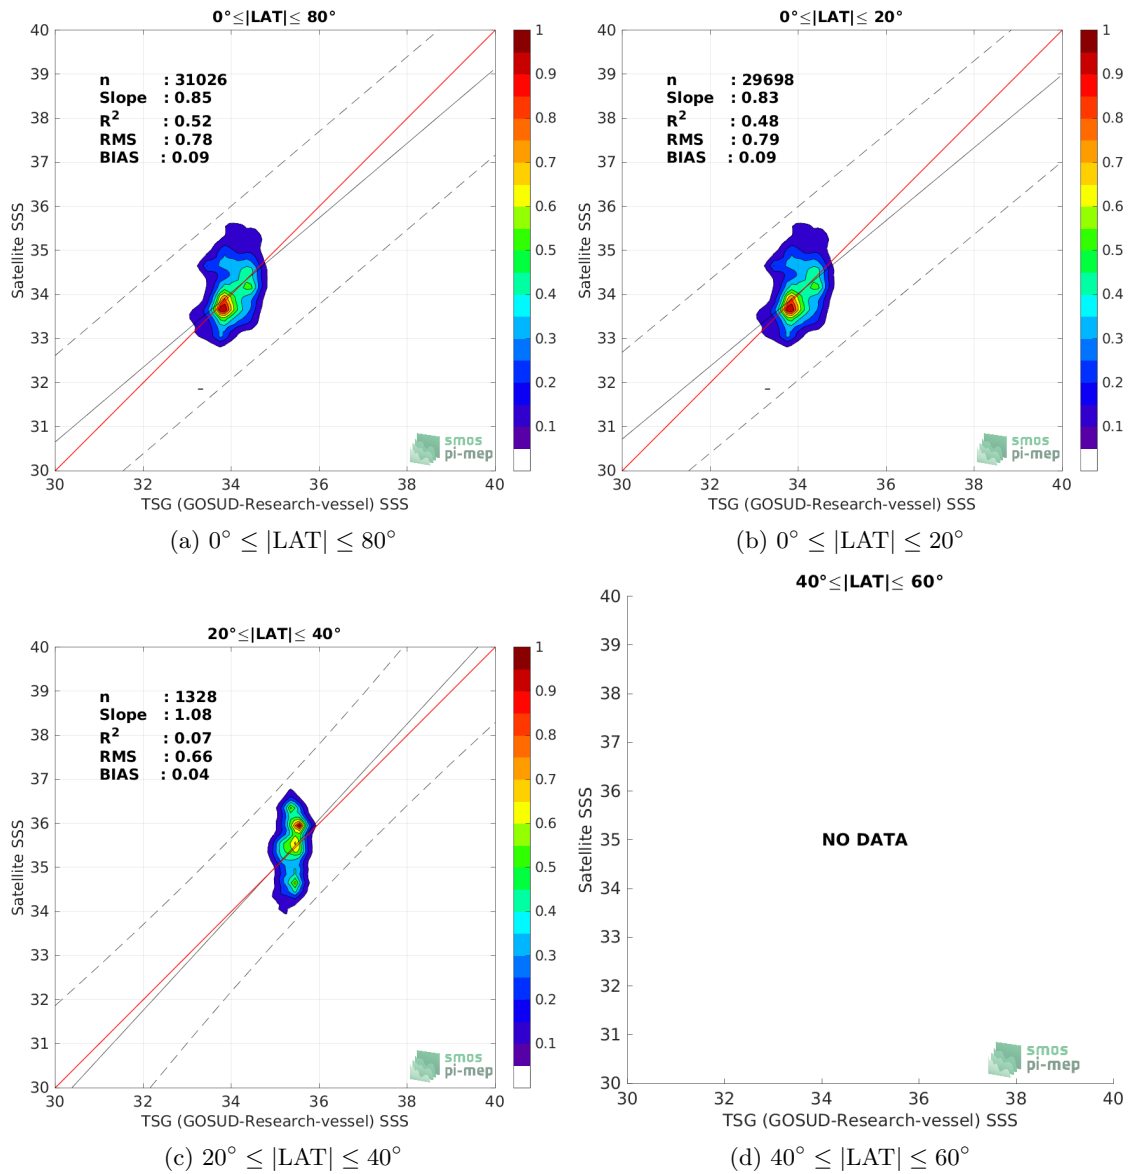 0°≤|LAT|≤ 80°
40
39
38
37
36
35
34
33
32
31
30
Satellite SSS
n : 31026
Slope : 0.85
R2 : 0.52
RMS : 0.78
BIAS : 0.09
1
0.9
0.8
0.7
0.6
0.5
0.4
0.3
0.2
0.1
smos
pi-mep
30 32 34 36 38 40
TSG (GOSUD-Research-vessel) SSS
(a) 0° ≤ |LAT| ≤ 80°
0°≤|LAT|≤ 20°
40
39
38
37
36
35
34
33
32
31
30
Satellite SSS
n : 29698
Slope : 0.83
R2 : 0.48
RMS : 0.79
BIAS : 0.09
1
0.9
0.8
0.7
0.6
0.5
0.4
0.3
0.2
0.1
smos
pi-mep
30 32 34 36 38 40
TSG (GOSUD-Research-vessel) SSS
(b) 0° ≤ |LAT| ≤ 20°
20°≤|LAT|≤ 40°
40
39
38
37
36
35
34
33
32
31
30
Satellite SSS
n : 1328
Slope : 1.08
R2 : 0.07
RMS : 0.66
BIAS : 0.04
1
0.9
0.8
0.7
0.6
0.5
0.4
0.3
0.2
0.1
smos
pi-mep
30 32 34 36 38 40
TSG (GOSUD-Research-vessel) SSS
(c) 20° ≤ |LAT| ≤ 40°
40°≤|LAT|≤ 60°
40
39
38
37
36
35
34
33
32
31
30
Satellite SSS
NO DATA
smos
pi-mep
30 32 34 36 38 40
TSG (GOSUD-Research-vessel) SSS
(d) 40° ≤ |LAT| ≤ 60°